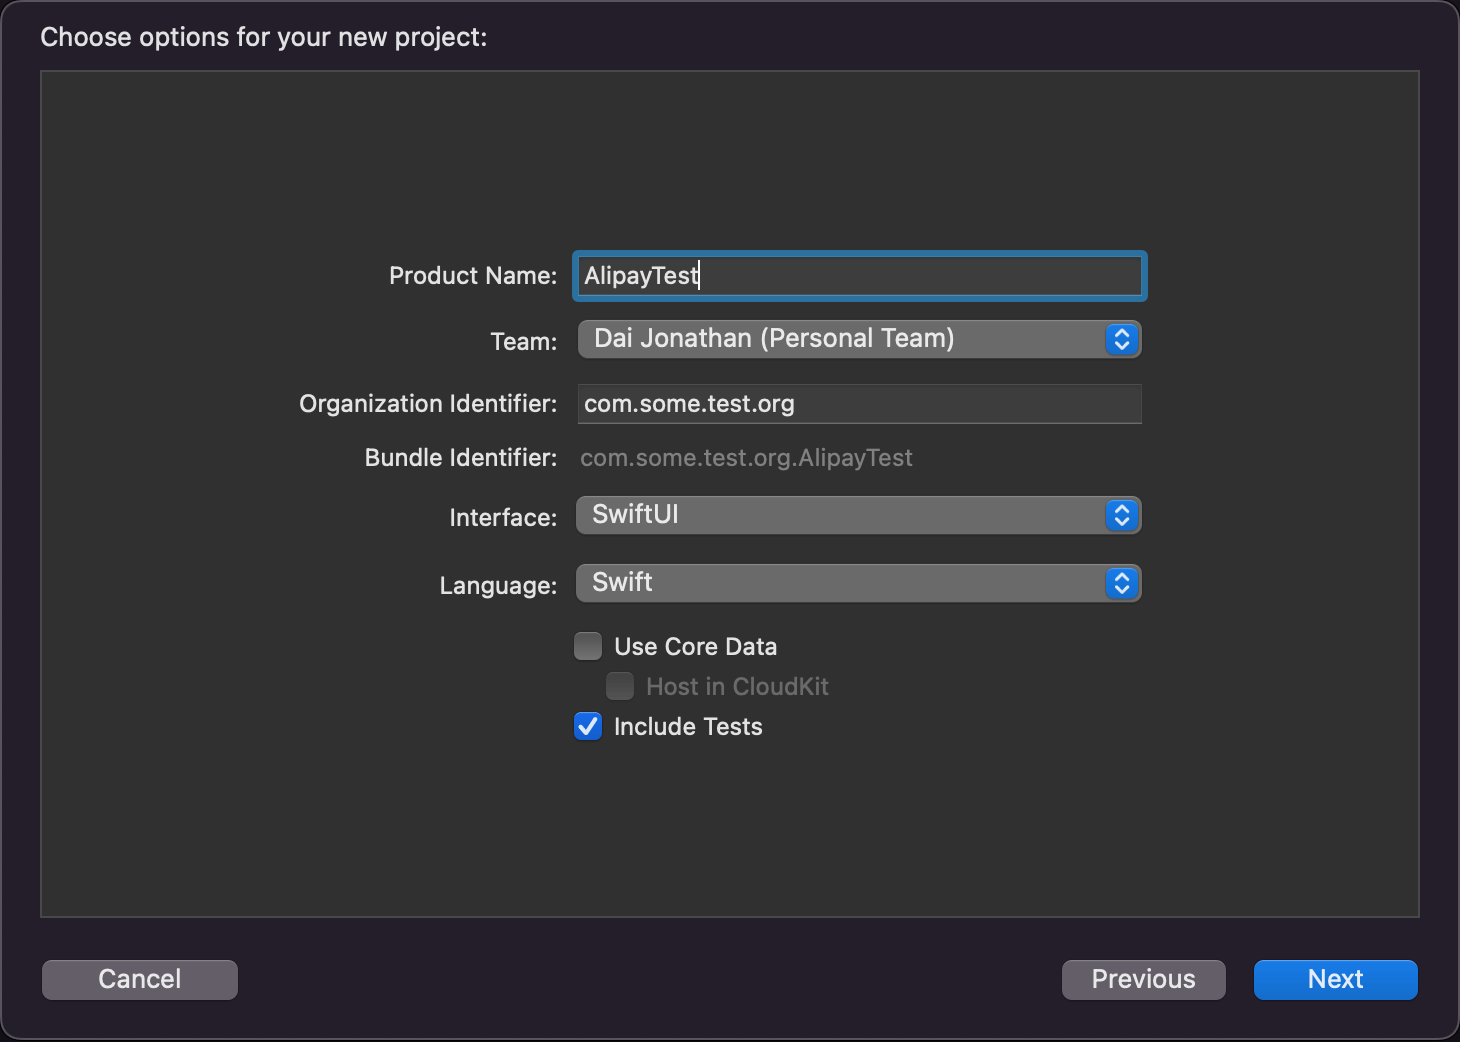 Choose options for your new project:
Product Name: AlipayTest
Team: Dai Jonathan (Personal Team)
Organization Identifier: com.some.test.org
Bundle Identifier: com.some.test.org.AlipayTest
Interface: SwiftUI
Language: Swift
Use Core Data
Host in CloudKit
Include Tests
Cancel Previous Next